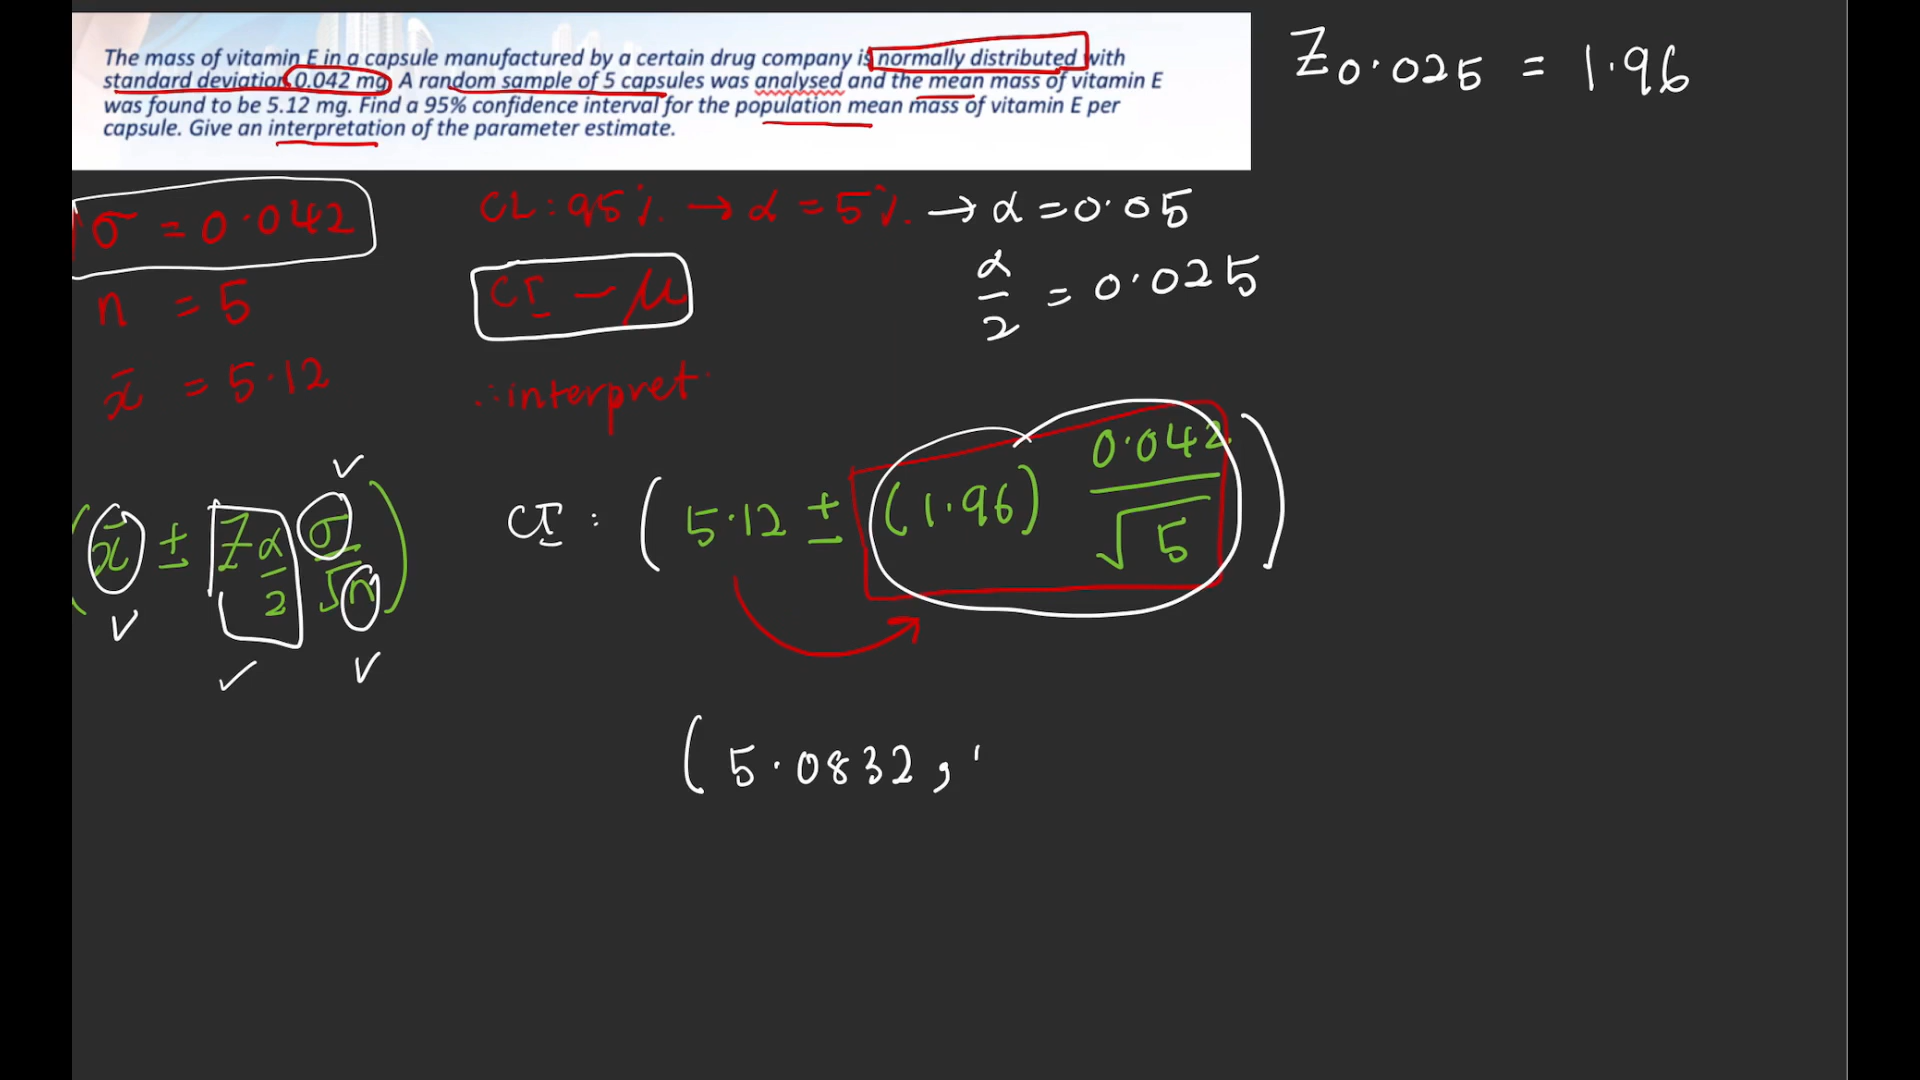 The mass of vitamin E in a capsule manufactured by a certain drug company is normally distributed with
standard deviation 0.042 mg. A random sample of 5 capsules was analysed and the mean mass of vitamin E
was found to be 5.12 mg. Find a 95% confidence interval for the population mean mass of vitamin E per
capsule. Give an interpretation of the parameter estimate.
Z0.025 = 1.96
σ = 0.042
CL : 95% → α = 5% → α = 0.05
n = 5
CI – μ
α/2 = 0.025
x̄ = 5.12
∴ interpret
(x̄ ± Zα/2 σ/√n)
CI : (5.12 ± (1.96) 0.042/√5)
(5.0832,